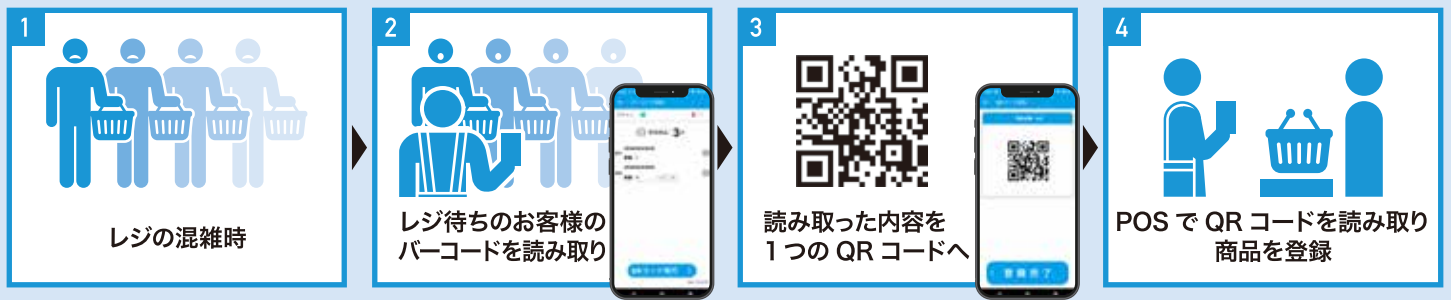 1
レジの混雑時
2
レジ待ちのお客様の
バーコードを読み取り
3
読み取った内容を
1つのQRコードへ
登録完了
4
POSでQRコードを読み取り
商品を登録